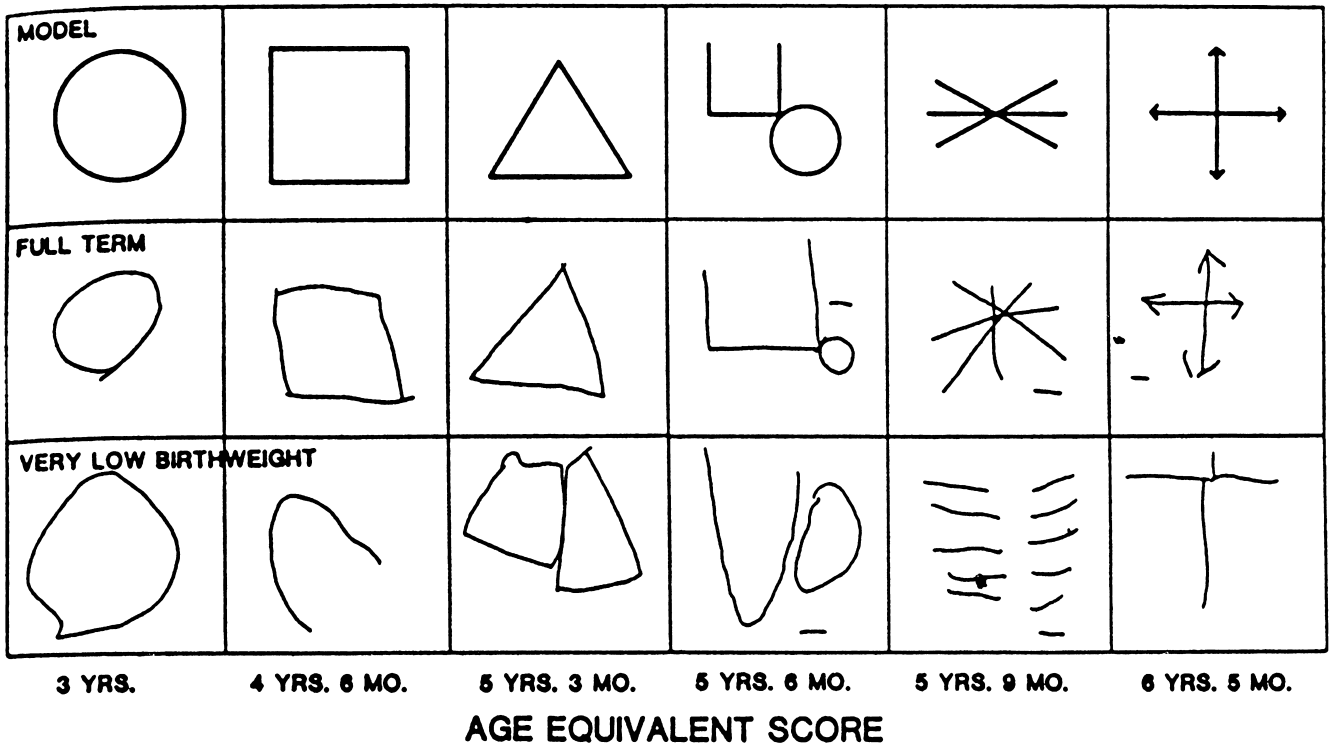 MODEL
FULL TERM
VERY LOW BIRTHWEIGHT
3 YRS. 4 YRS. 6 MO. 5 YRS. 3 MO. 5 YRS. 6 MO. 5 YRS. 9 MO. 6 YRS. 5 MO.
AGE EQUIVALENT SCORE